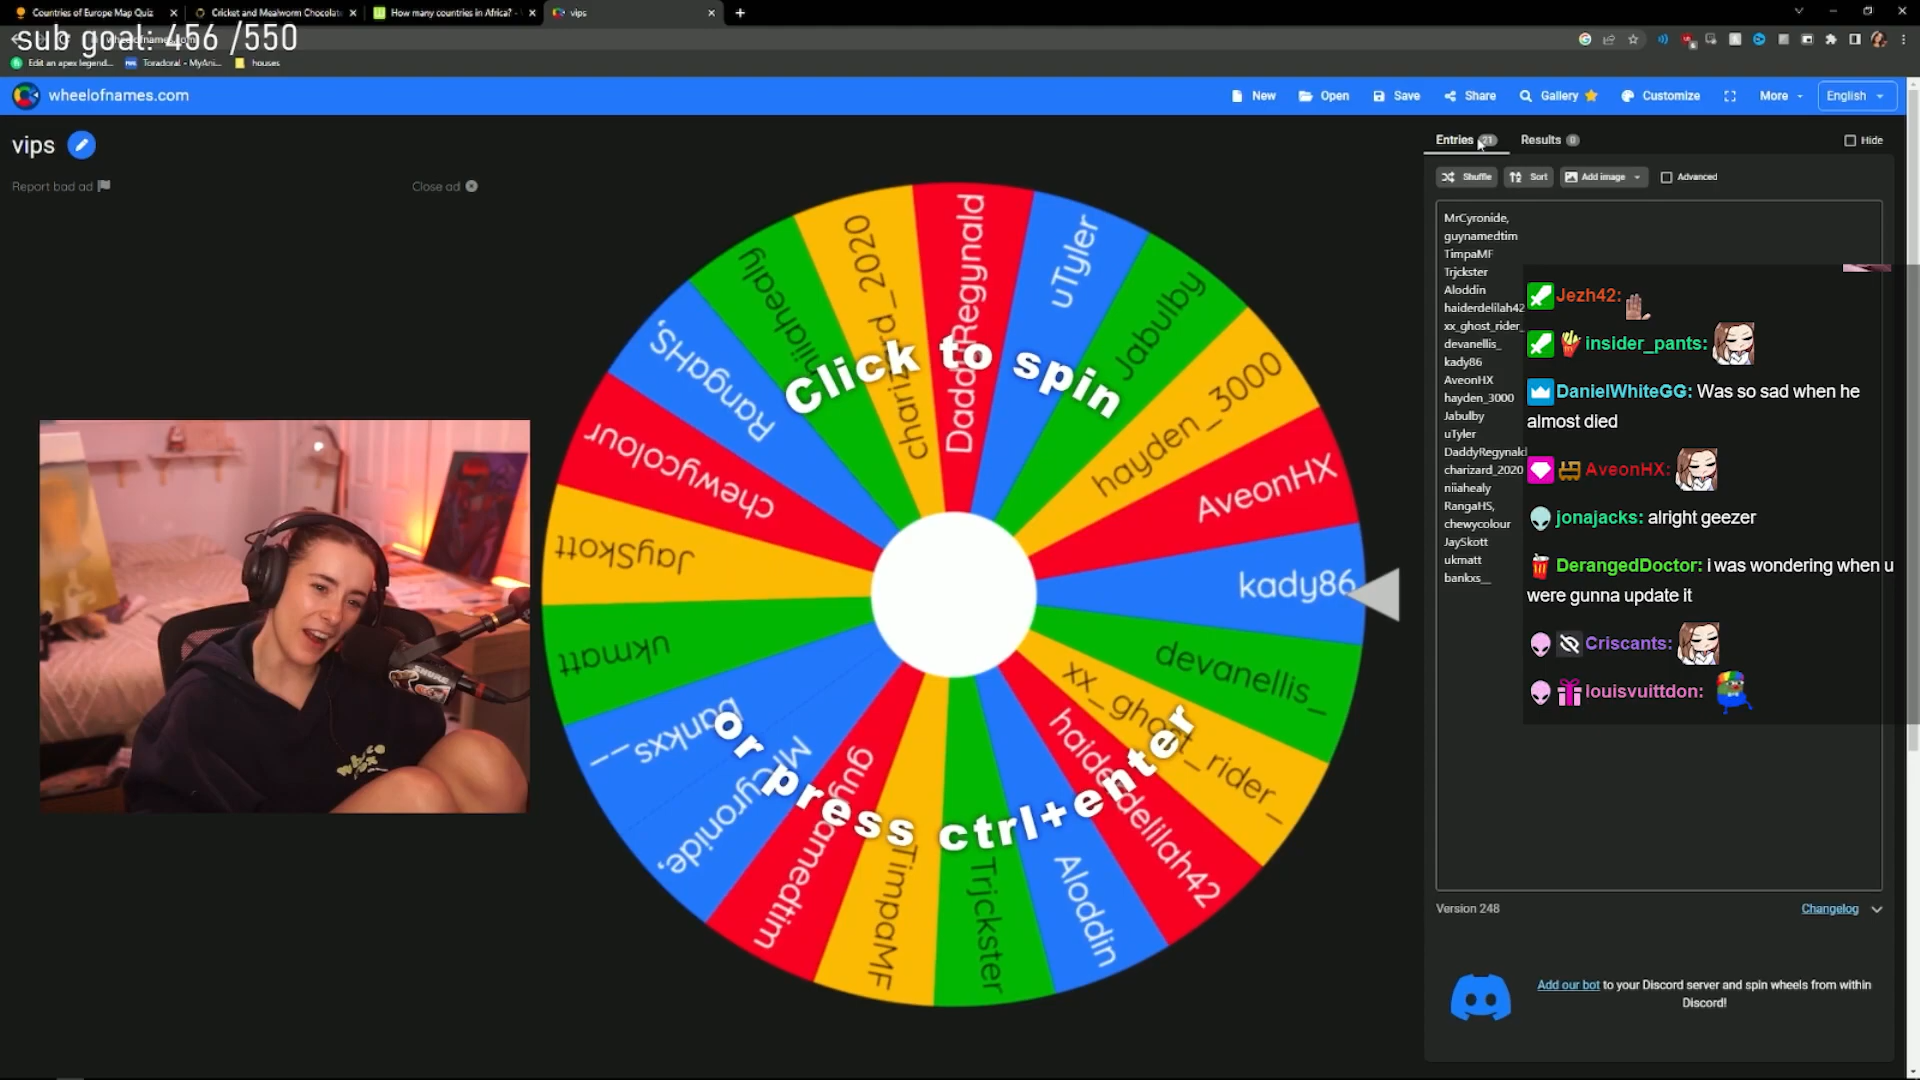 Countries of Europe Map Quiz
Cricket and Mealworm Chocolate
How many countries in Africa? -
vips
sub goal: 456 /550
Edit an apex legend...
Toradoral - MyAni...
houses
wheelofnames.com
New
Open
Save
Share
Gallery
Customize
More
English
vips
Report bad ad
Close ad
Entries 21
Results 0
Hide
Shuffle
Sort
Add image
Advanced
MrCyronide,
guynamedtim
TimpaMF
Trjckster
Aloddin
haiderdelilah42
xx_ghost_rider_
devanellis_
kady86
AveonHX
hayden_3000
Jabulby
uTyler
DaddyRegynald
charizard_2020
niiahealy
RangaHS,
chewycolour
JaySkott
ukmatt
bankxs__
Jezh42:
insider_pants:
DanielWhiteGG: Was so sad when he
almost died
AveonHX:
jonajacks: alright geezer
DerangedDoctor: i was wondering when u
were gunna update it
Criscants:
louisvuittdon:
Click to spin
or press ctrl+enter
DaddyRegynald
uTyler
Jabulby
hayden_3000
AveonHX
kady86
devanellis_
xx_ghost_rider_
haiderdelilah42
Aloddin
Trjckster
TimpaMF
guynamedtim
MrCyronide,
bankxs__
ukmatt
JaySkott
chewycolour
RangaHS,
niiahealy
charizard_2020
Version 248
Changelog
Add our bot to your Discord server and spin wheels from within
Discord!